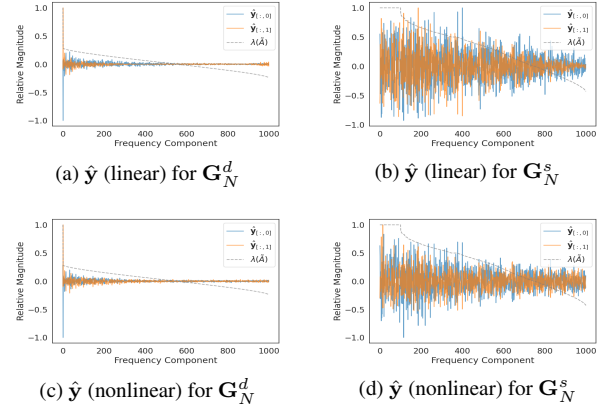 1.0
0.5
0.0
−0.5
−1.0
Relative Magnitude
0 200 400 600 800 1000
Frequency Component
ŷ[:,0]
ŷ[:,1]
λ(Ã)
(a) ŷ (linear) for G_N^d
1.0
0.5
0.0
−0.5
−1.0
Relative Magnitude
0 200 400 600 800 1000
Frequency Component
ŷ[:,0]
ŷ[:,1]
λ(Ã)
(b) ŷ (linear) for G_N^s
1.0
0.5
0.0
−0.5
−1.0
Relative Magnitude
0 200 400 600 800 1000
Frequency Component
ŷ[:,0]
ŷ[:,1]
λ(Ã)
(c) ŷ (nonlinear) for G_N^d
1.0
0.5
0.0
−0.5
−1.0
Relative Magnitude
0 200 400 600 800 1000
Frequency Component
ŷ[:,0]
ŷ[:,1]
λ(Ã)
(d) ŷ (nonlinear) for G_N^s